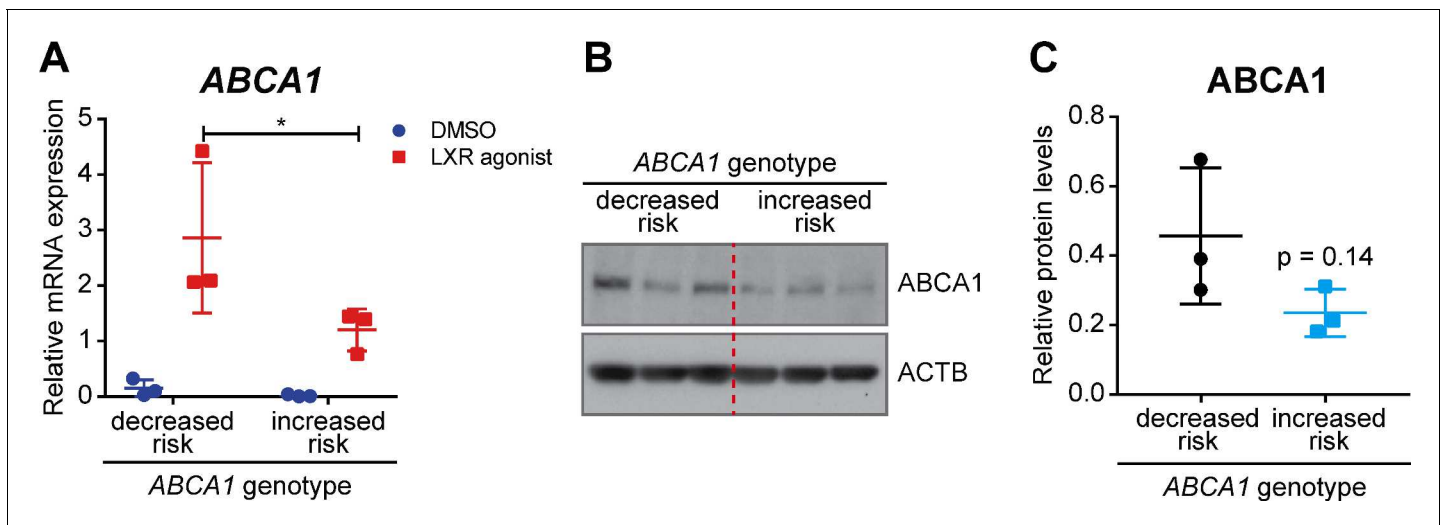 A
ABCA1
Relative mRNA expression
5
4
3
2
1
0
*
DMSO
LXR agonist
decreased
risk
increased
risk
ABCA1 genotype
B
ABCA1 genotype
decreased
risk
increased
risk
ABCA1
ACTB
C
ABCA1
Relative protein levels
0.8
0.6
0.4
0.2
0.0
p = 0.14
decreased
risk
increased
risk
ABCA1 genotype